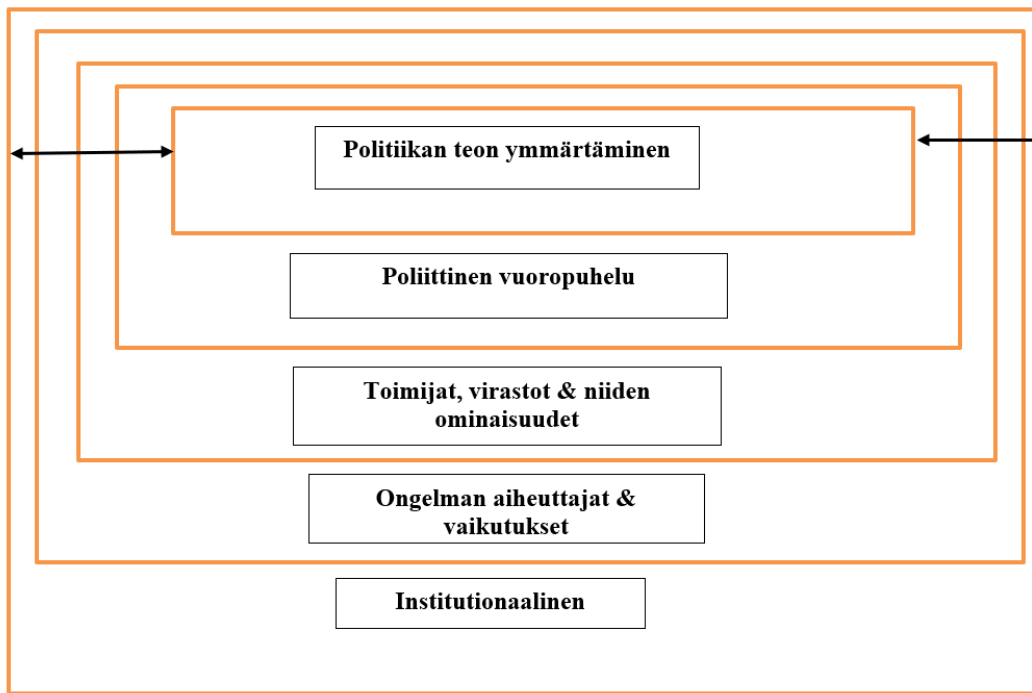 Politiikan teon ymmärtäminen
Poliittinen vuoropuhelu
Toimijat, virastot & niiden
ominaisuudet
Ongelman aiheuttajat &
vaikutukset
Institutionaalinen